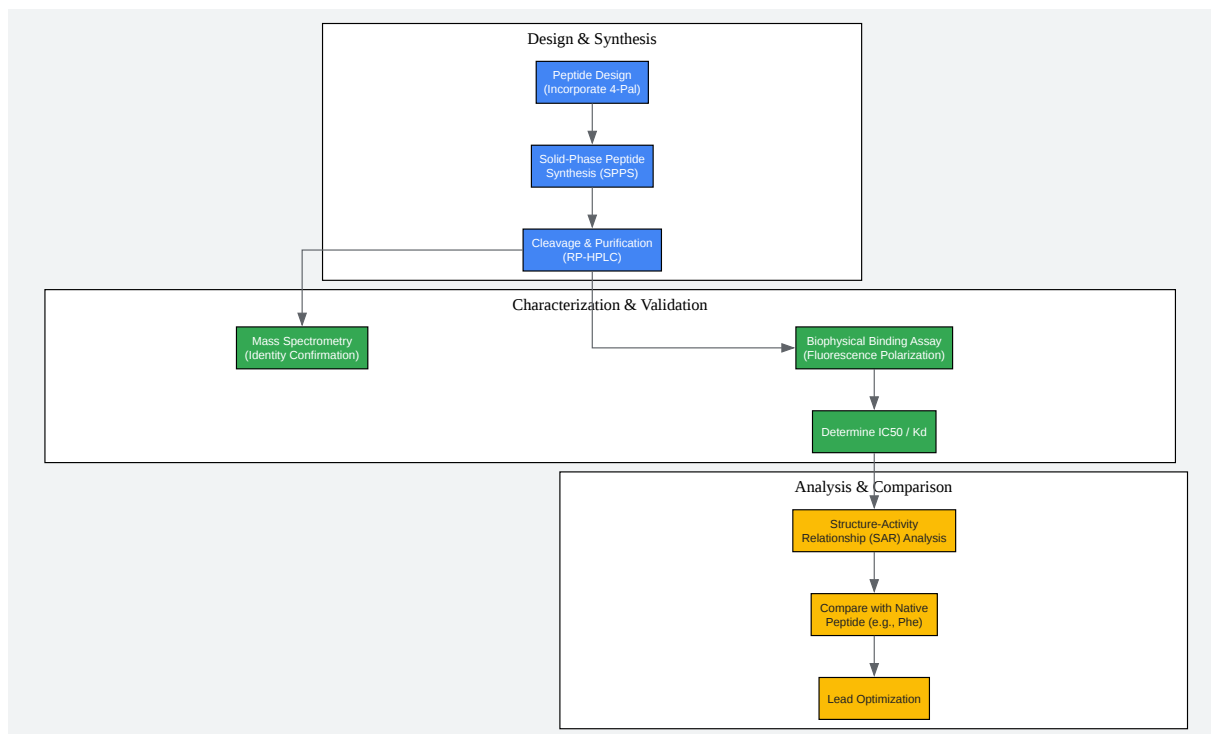 Design & Synthesis
Peptide Design
(Incorporate 4-Pal)
Solid-Phase Peptide
Synthesis (SPPS)
Cleavage & Purification
(RP-HPLC)
Characterization & Validation
Mass Spectrometry
(Identity Confirmation)
Biophysical Binding Assay
(Fluorescence Polarization)
Determine IC50 / Kd
Analysis & Comparison
Structure-Activity
Relationship (SAR) Analysis
Compare with Native
Peptide (e.g., Phe)
Lead Optimization